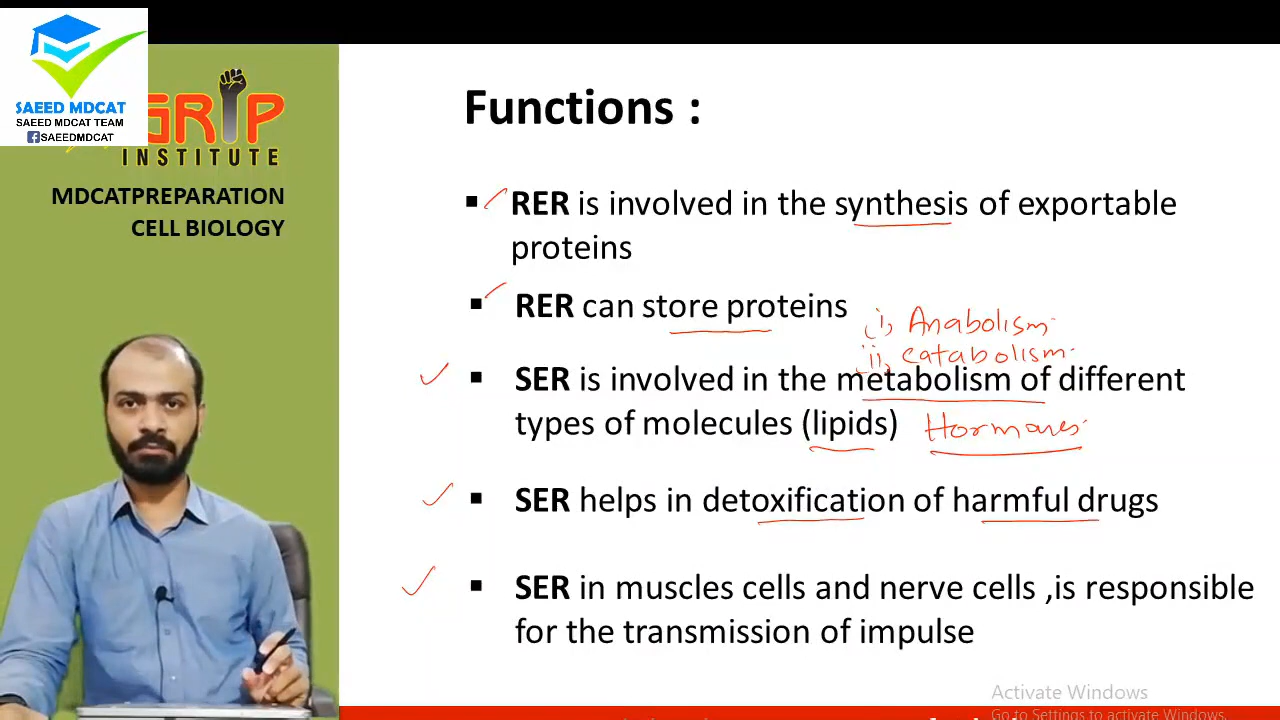 SAEED MDCAT
SAEED MDCAT TEAM
SAEEDMDCAT
GRIP
INSTITUTE
MDCATPREPARATION
CELL BIOLOGY
Functions :
RER is involved in the synthesis of exportable
proteins
RER can store proteins
i, Anabolism
ii, Catabolism
SER is involved in the metabolism of different
types of molecules (lipids) Hormones
SER helps in detoxification of harmful drugs
SER in muscles cells and nerve cells ,is responsible
for the transmission of impulse
Activate Windows
Go to Settings to activate Windows.